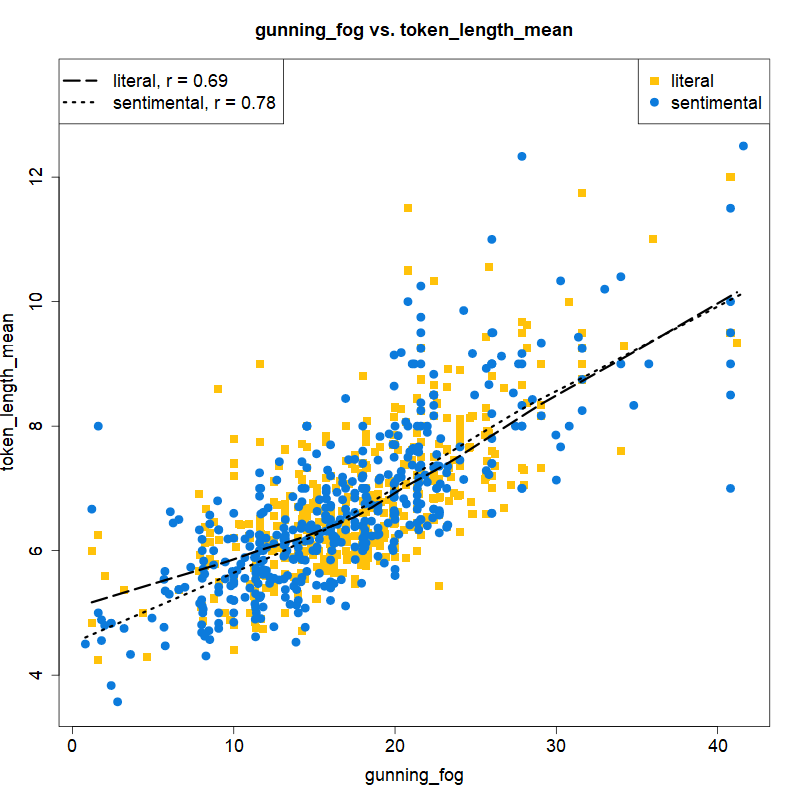 gunning_fog vs. token_length_mean
literal, r = 0.69
sentimental, r = 0.78
literal
sentimental
token_length_mean
12
10
8
6
4
0 10 20 30 40
gunning_fog